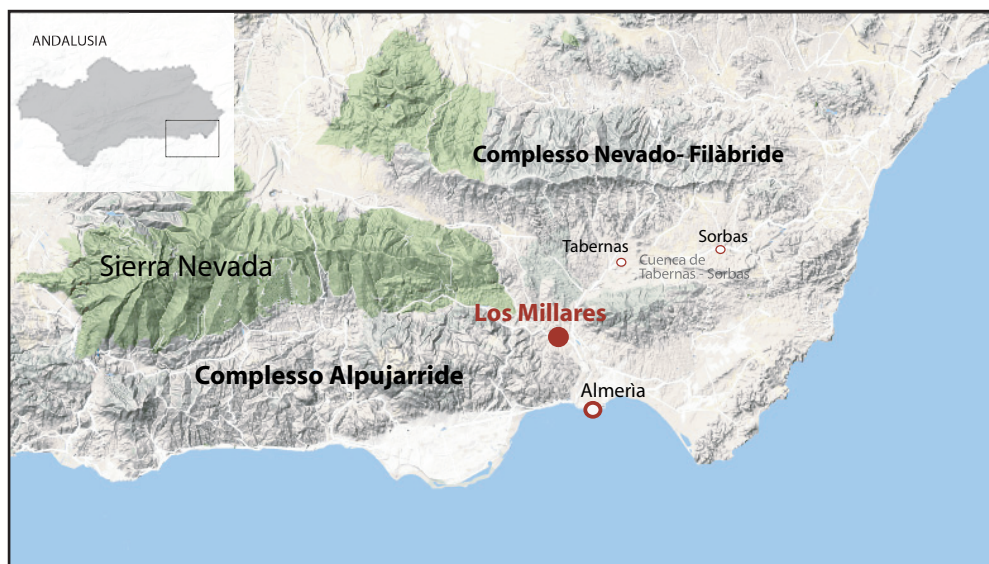 ANDALUSIA
Complesso Nevado- Filàbride
Sorbas
Tabernas
Cuenca de
Tabernas - Sorbas
Sierra Nevada
Los Millares
Complesso Alpujarride
Almerìa